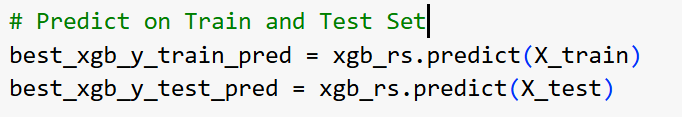 # Predict on Train and Test Set
best_xgb_y_train_pred = xgb_rs.predict(X_train)
best_xgb_y_test_pred = xgb_rs.predict(X_test)